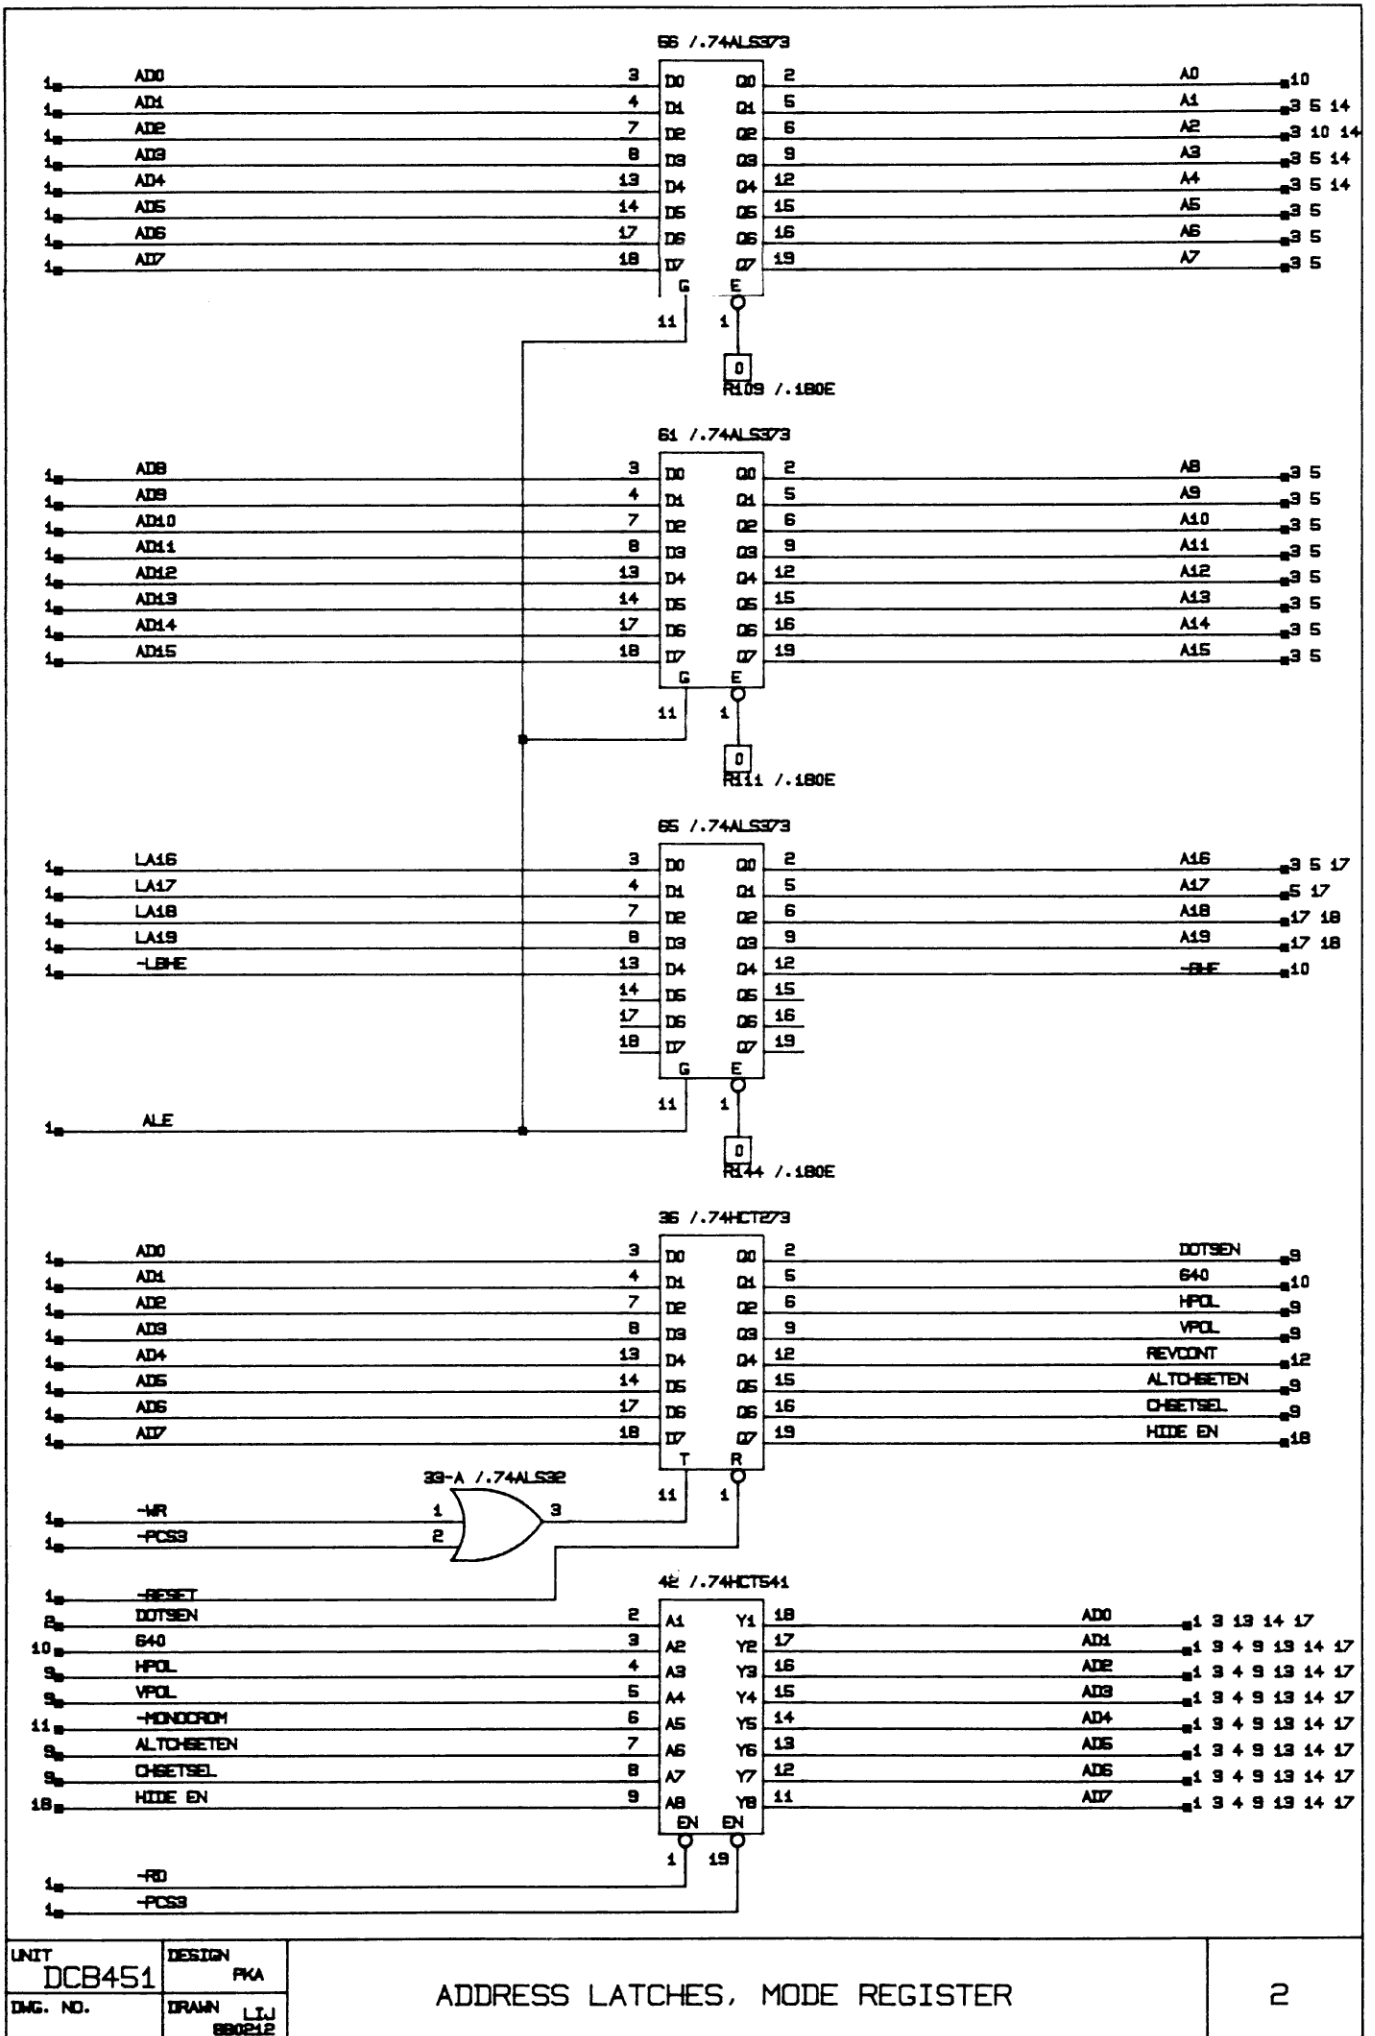 56 /.74ALS373
1 AD0 3 D0 Q0 2 A0 10
1 AD1 4 D1 Q1 5 A1 3 5 14
1 AD2 7 D2 Q2 6 A2 3 10 14
1 AD3 8 D3 Q3 9 A3 3 5 14
1 AD4 13 D4 Q4 12 A4 3 5 14
1 AD5 14 D5 Q5 15 A5 3 5
1 AD6 17 D6 Q6 16 A6 3 5
1 AD7 18 D7 Q7 19 A7 3 5
G E
11 1
0
R109 /.180E
61 /.74ALS373
1 AD8 3 D0 Q0 2 A8 3 5
1 AD9 4 D1 Q1 5 A9 3 5
1 AD10 7 D2 Q2 6 A10 3 5
1 AD11 8 D3 Q3 9 A11 3 5
1 AD12 13 D4 Q4 12 A12 3 5
1 AD13 14 D5 Q5 15 A13 3 5
1 AD14 17 D6 Q6 16 A14 3 5
1 AD15 18 D7 Q7 19 A15 3 5
G E
11 1
0
R111 /.180E
65 /.74ALS373
1 LA16 3 D0 Q0 2 A16 3 5 17
1 LA17 4 D1 Q1 5 A17 5 17
1 LA18 7 D2 Q2 6 A18 17 18
1 LA19 8 D3 Q3 9 A19 17 18
1 -LBHE 13 D4 Q4 12 -BHE 10
14 D5 Q5 15
17 D6 Q6 16
18 D7 Q7 19
G E
11 1
1 ALE
0
R144 /.180E
36 /.74HCT273
1 AD0 3 D0 Q0 2 DOTSEN 9
1 AD1 4 D1 Q1 5 640 10
1 AD2 7 D2 Q2 6 HPOL 9
1 AD3 8 D3 Q3 9 VPOL 9
1 AD4 13 D4 Q4 12 REVCONT 12
1 AD5 14 D5 Q5 15 ALTCHSETEN 9
1 AD6 17 D6 Q6 16 CHSETSEL 9
1 AD7 18 D7 Q7 19 HIDE EN 18
T R
33-A /.74ALS32
11 1
1 -WR 1 3
1 -PCS3 2
1 -RESET
42 /.74HCT541
2 DOTSEN 2 A1 Y1 18 AD0 1 3 13 14 17
10 640 3 A2 Y2 17 AD1 1 3 4 9 13 14 17
9 HPOL 4 A3 Y3 16 AD2 1 3 4 9 13 14 17
9 VPOL 5 A4 Y4 15 AD3 1 3 4 9 13 14 17
11 -MONOCROM 6 A5 Y5 14 AD4 1 3 4 9 13 14 17
9 ALTCHSETEN 7 A6 Y6 13 AD5 1 3 4 9 13 14 17
9 CHSETSEL 8 A7 Y7 12 AD6 1 3 4 9 13 14 17
18 HIDE EN 9 A8 Y8 11 AD7 1 3 4 9 13 14 17
EN EN
1 19
1 -RD
1 -PCS3
UNIT DCB451
DESIGN PKA
DWG. NO.
DRAWN LIJ
880212
ADDRESS LATCHES, MODE REGISTER
2